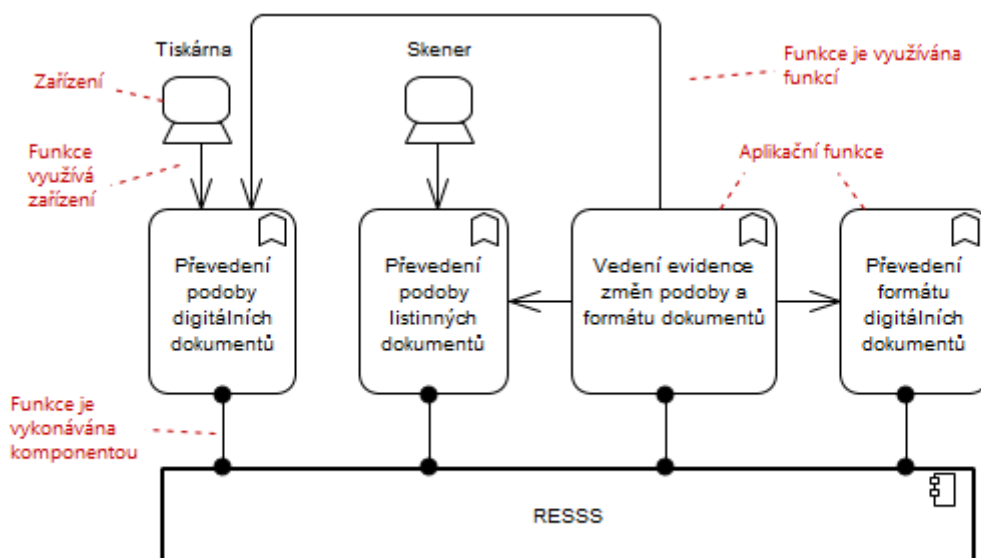 Tiskárna
Skener
Zařízení
Funkce je využívána
funkcí
Funkce
využívá
zařízení
Aplikační funkce
Převedení
podoby
digitálních
dokumentů
Převedení
podoby
listinných
dokumentů
Vedení evidence
změn podoby a
formátu dokumentů
Převedení
formátu
digitálních
dokumentů
Funkce je
vykonávána
komponentou
RESSS